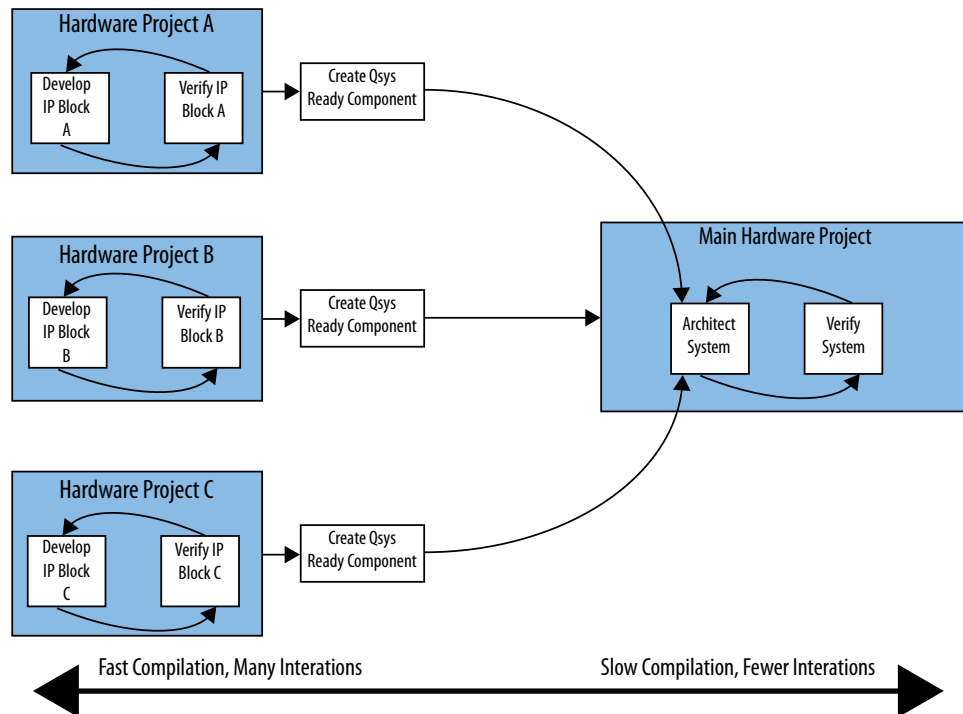 Hardware Project A
Develop
IP Block
A
Verify IP
Block A
Create Qsys
Ready Component
Hardware Project B
Develop
IP Block
B
Verify IP
Block B
Create Qsys
Ready Component
Main Hardware Project
Architect
System
Verify
System
Hardware Project C
Develop
IP Block
C
Verify IP
Block C
Create Qsys
Ready Component
Fast Compilation, Many Interations
Slow Compilation, Fewer Interations